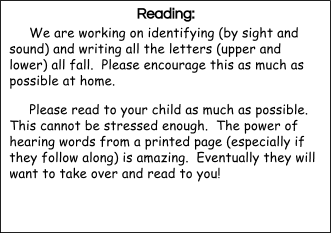 Reading:
We are working on identifying (by sight and
sound) and writing all the letters (upper and
lower) all fall.  Please encourage this as much as
possible at home.
Please read to your child as much as possible.
This cannot be stressed enough.  The power of
hearing words from a printed page (especially if
they follow along) is amazing.  Eventually they will
want to take over and read to you!